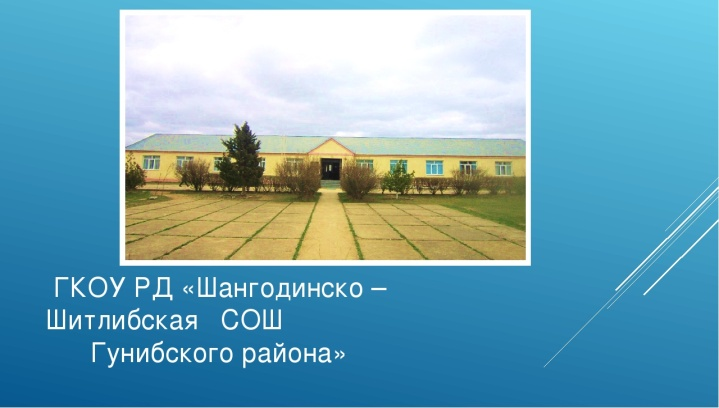 ГКОУ РД «Шангодинско –
Шитлибская СОШ
Гунибского района»